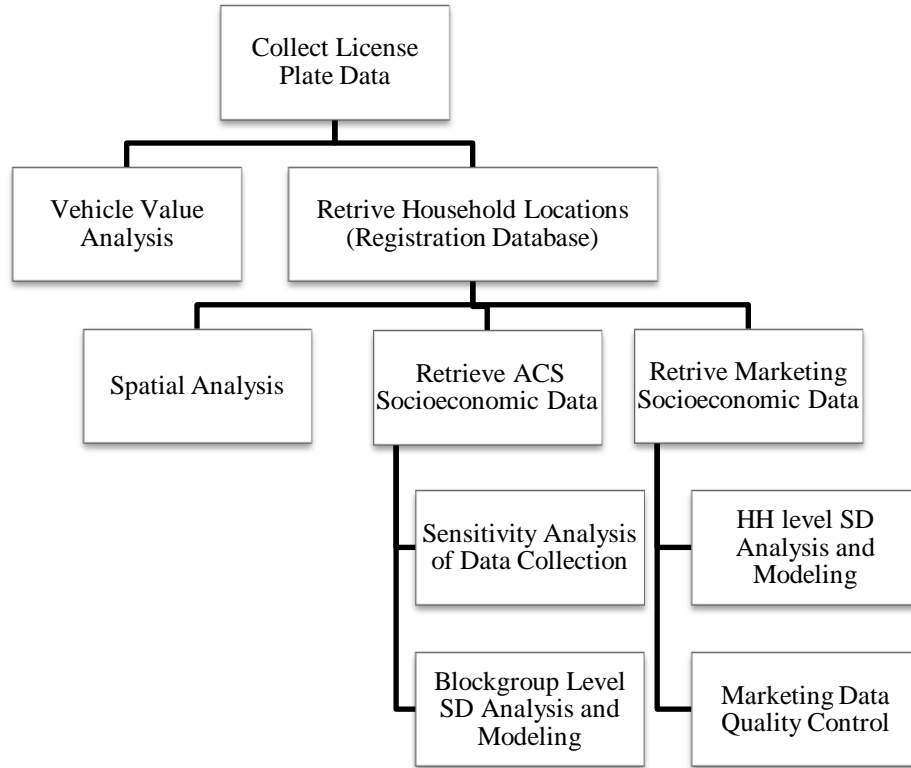 Collect License
Plate Data
Vehicle Value
Analysis
Retrive Household Locations
(Registration Database)
Spatial Analysis
Retrieve ACS
Socioeconomic Data
Retrive Marketing
Socioeconomic Data
Sensitivity Analysis
of Data Collection
HH level SD
Analysis and
Modeling
Blockgroup Level
SD Analysis and
Modeling
Marketing Data
Quality Control